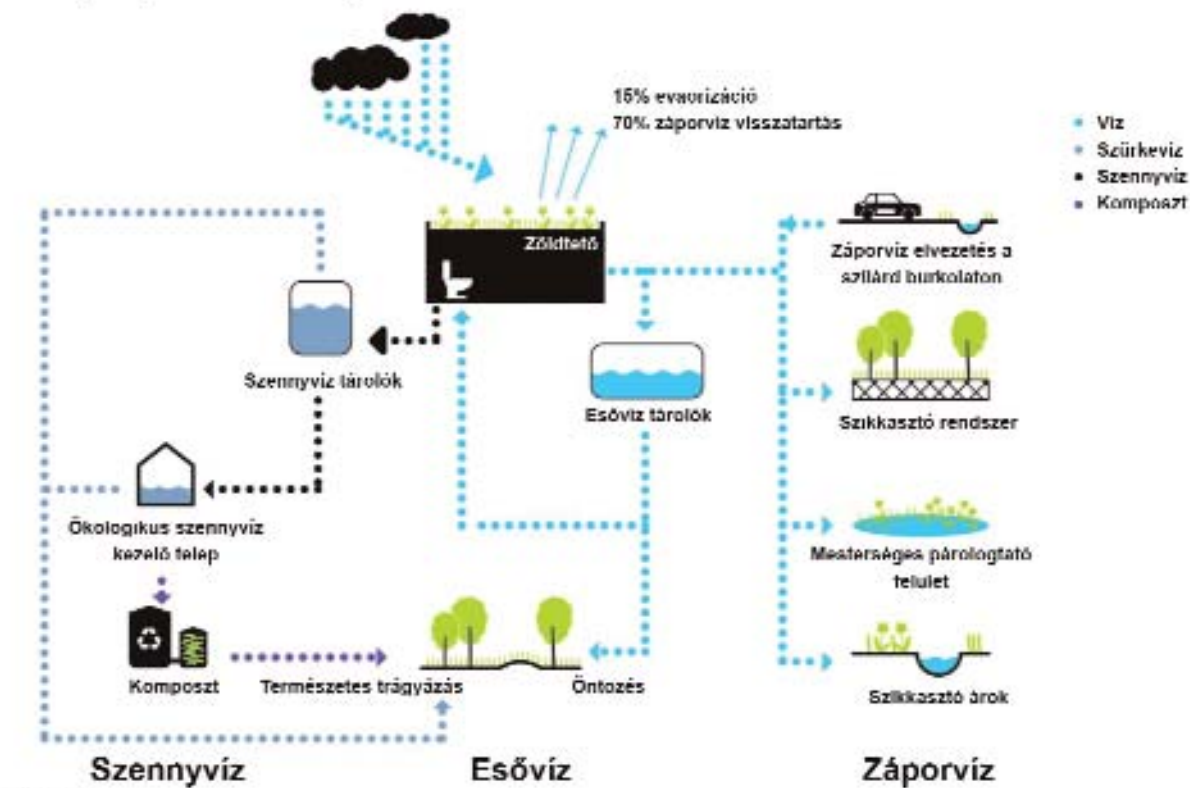 15% evaorizáció
70% záporvíz visszatartás
Víz
Szürkevíz
Szennyvíz
Komposzt
Zöldtető
Záporvíz elvezetés a
szilárd burkolaton
Szennyvíz tárolók
Esővíz tárolók
Szikkasztó rendszer
Ökologikus szennyvíz
kezelő telep
Mesterséges párologtató
felület
Komposzt
Természetes trágyázás
Öntözés
Szikkasztó árok
Szennyvíz
Esővíz
Záporvíz